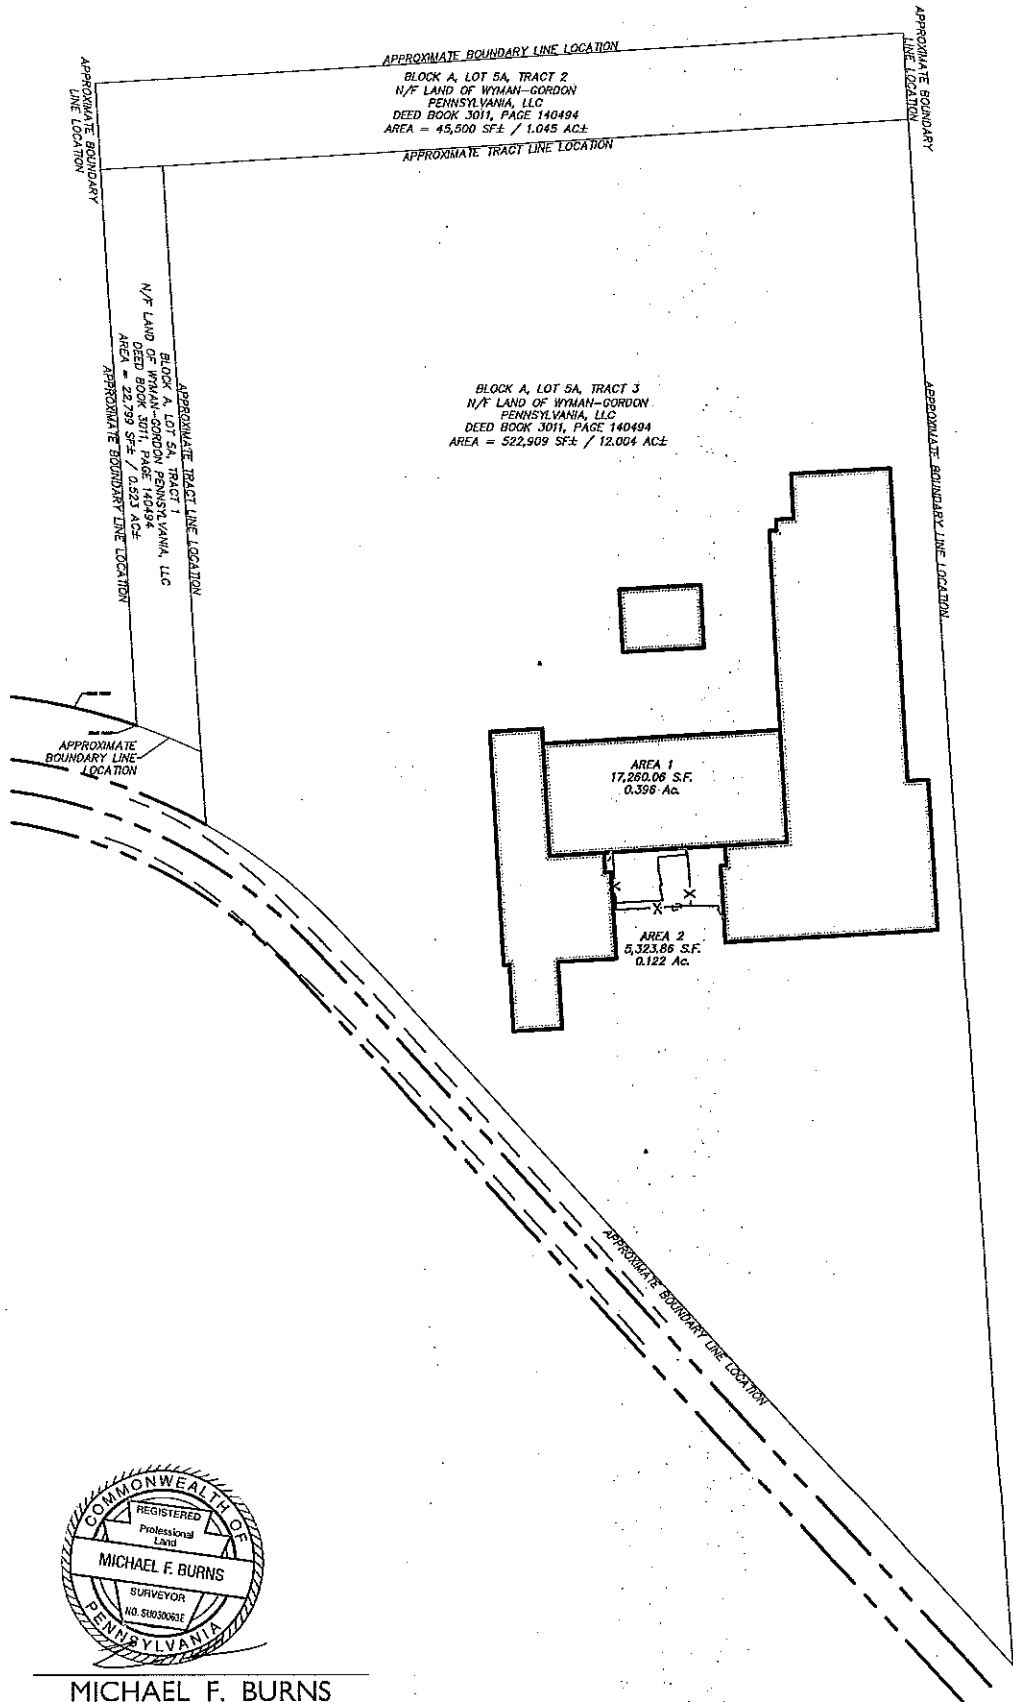 APPROXIMATE BOUNDARY LINE LOCATION
APPROXIMATE BOUNDARY
LINE LOCATION
APPROXIMATE BOUNDARY
LINE LOCATION
BLOCK A, LOT 5A, TRACT 2
N/F LAND OF WYMAN-GORDON
PENNSYLVANIA, LLC
DEED BOOK 3011, PAGE 140494
AREA = 45,500 SF± / 1.045 AC±
APPROXIMATE TRACT LINE LOCATION
APPROXIMATE TRACT LINE LOCATION
BLOCK A, LOT 5A, TRACT 1
N/F LAND OF WYMAN-GORDON PENNSYLVANIA, LLC
DEED BOOK 3011, PAGE 140494
AREA = 22,799 SF± / 0.523 AC±
APPROXIMATE BOUNDARY LINE LOCATION
BLOCK A, LOT 5A, TRACT 3
N/F LAND OF WYMAN-GORDON
PENNSYLVANIA, LLC
DEED BOOK 3011, PAGE 140494
AREA = 522,909 SF± / 12.004 AC±
APPROXIMATE BOUNDARY LINE LOCATION
APPROXIMATE
BOUNDARY LINE
LOCATION
AREA 1
17,260.06 S.F.
0.396 Ac.
X
X
X
AREA 2
5,323.86 S.F.
0.122 Ac.
APPROXIMATE BOUNDARY LINE LOCATION
COMMONWEALTH OF
REGISTERED
Professional
Land
MICHAEL F. BURNS
SURVEYOR
NO. SU030063E
PENNSYLVANIA
MICHAEL F. BURNS